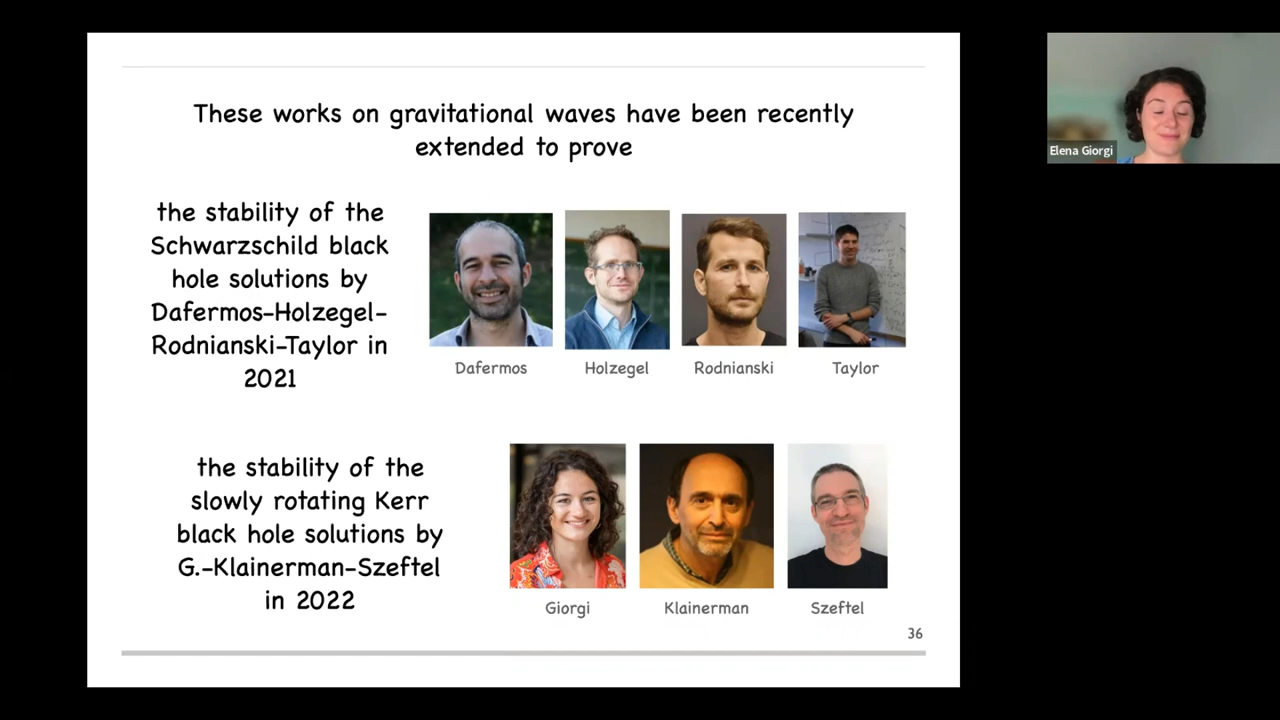 These works on gravitational waves have been recently
extended to prove
the stability of the
Schwarzschild black
hole solutions by
Dafermos-Holzegel-
Rodnianski-Taylor in
2021
Dafermos
Holzegel
Rodnianski
Taylor
the stability of the
slowly rotating Kerr
black hole solutions by
G.-Klainerman-Szeftel
in 2022
Giorgi
Klainerman
Szeftel
36
Elena Giorgi